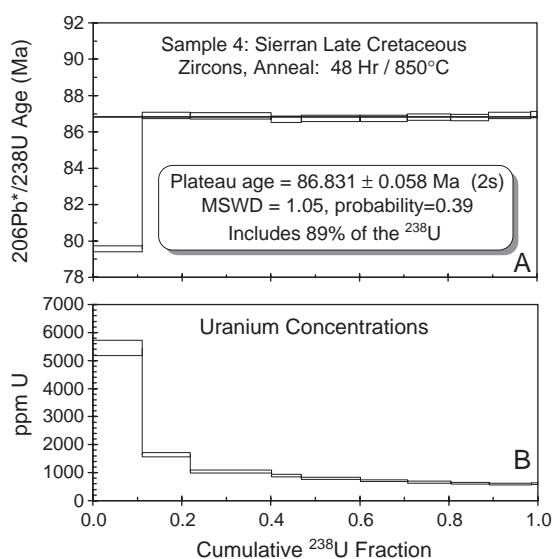 92
90
88
86
84
82
80
78
206Pb*/238U Age (Ma)
Sample 4: Sierran Late Cretaceous
Zircons, Anneal: 48 Hr / 850°C
Plateau age = 86.831 ± 0.058 Ma (2s)
MSWD = 1.05, probability=0.39
Includes 89% of the ²³⁸U
A
7000
6000
5000
4000
3000
2000
1000
0
ppm U
Uranium Concentrations
B
0.0 0.2 0.4 0.6 0.8 1.0
Cumulative ²³⁸U Fraction